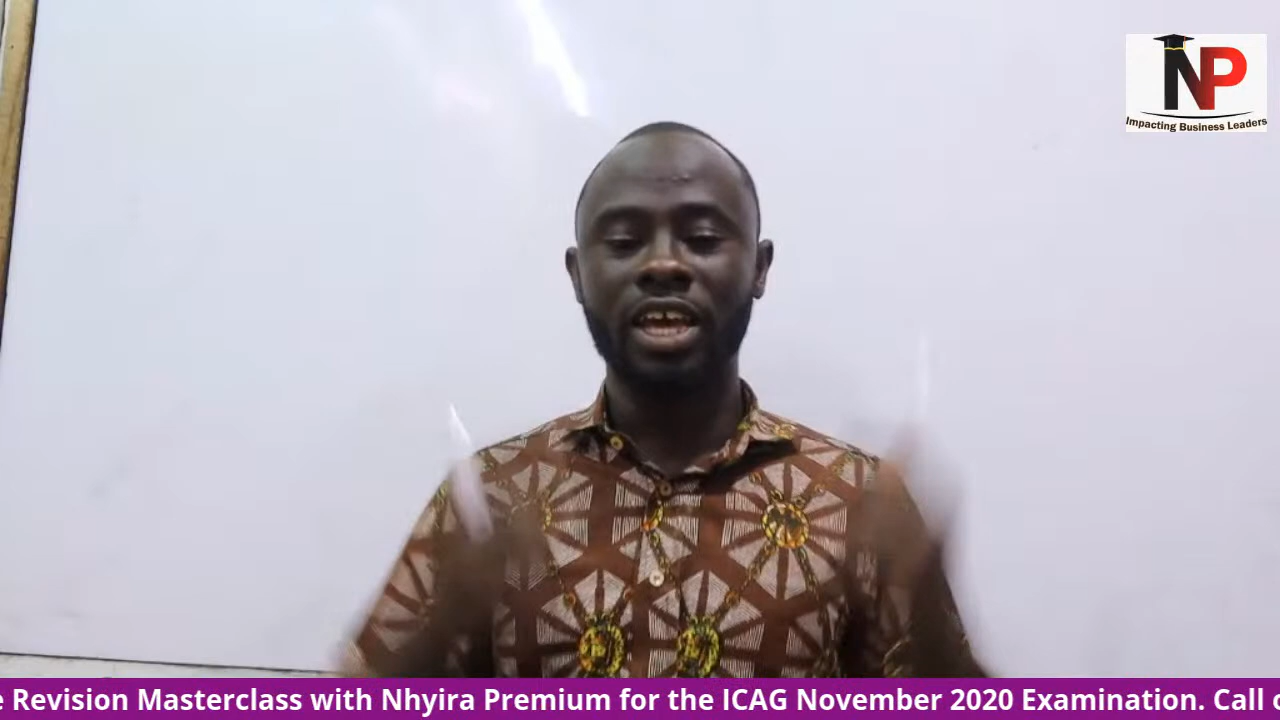 NP
Impacting Business Leaders
e Revision Masterclass with Nhyira Premium for the ICAG November 2020 Examination. Call